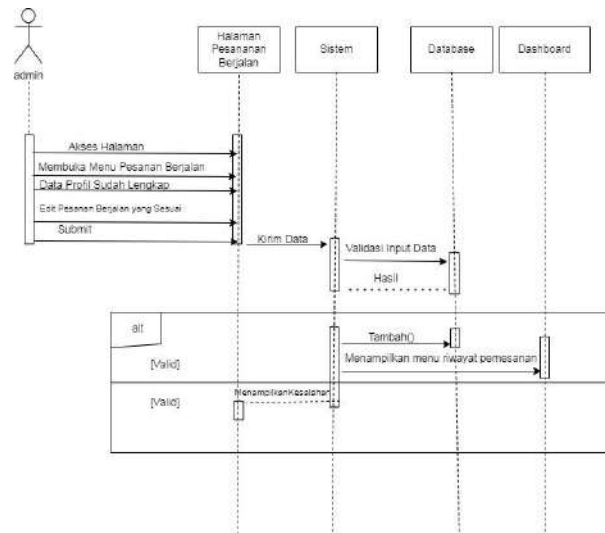 Halaman
Pesananan
Berjalan
Sistem
Database
Dashboard
admin
Akses Halaman
Membuka Menu Pesanan Berjalan
Data Profil Sudah Lengkap
Edit Pesanan Berjalan yang Sesuai
Submit
Kirim Data
Validasi Input Data
Hasil
alt
Tambah()
[Valid]
Menampilkan menu riwayat pemesanan
[Valid]
MenampilkanKesalahan